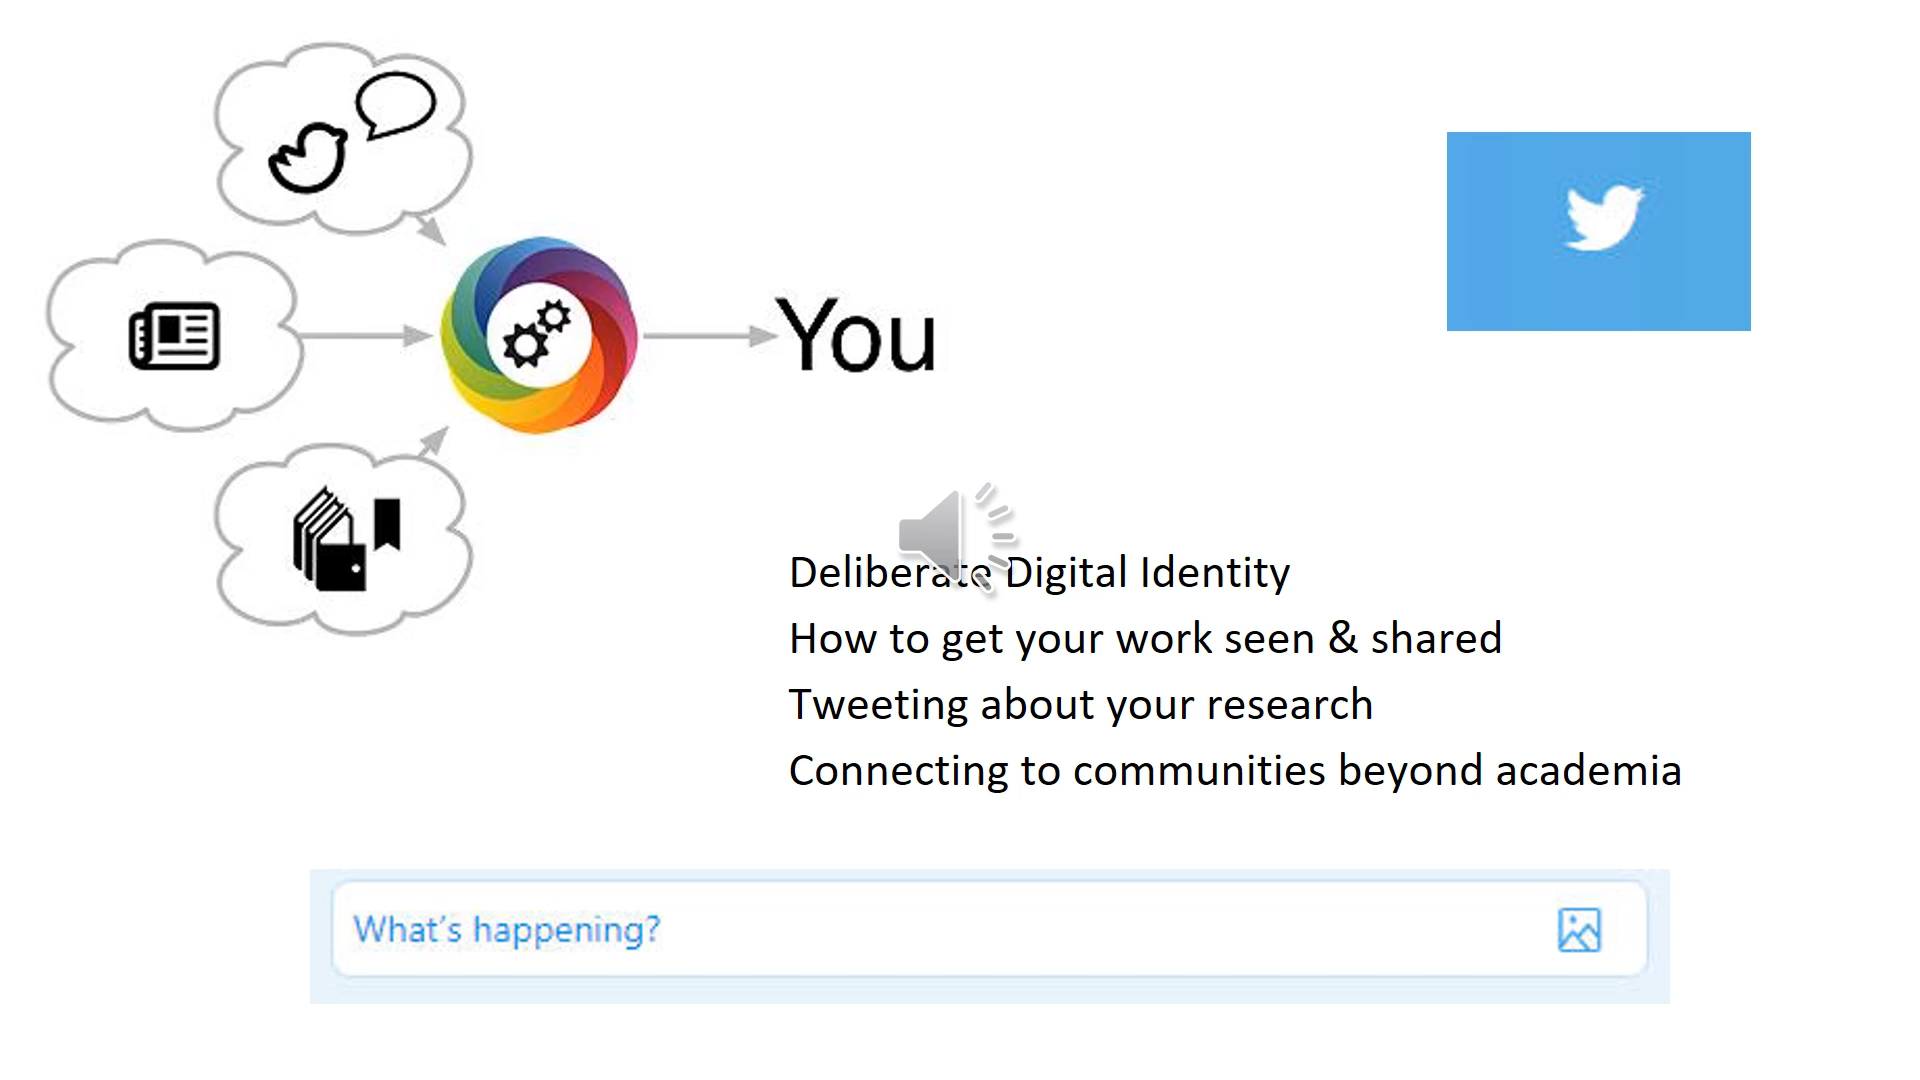 You
Deliberate Digital Identity
How to get your work seen & shared
Tweeting about your research
Connecting to communities beyond academia
What's happening?